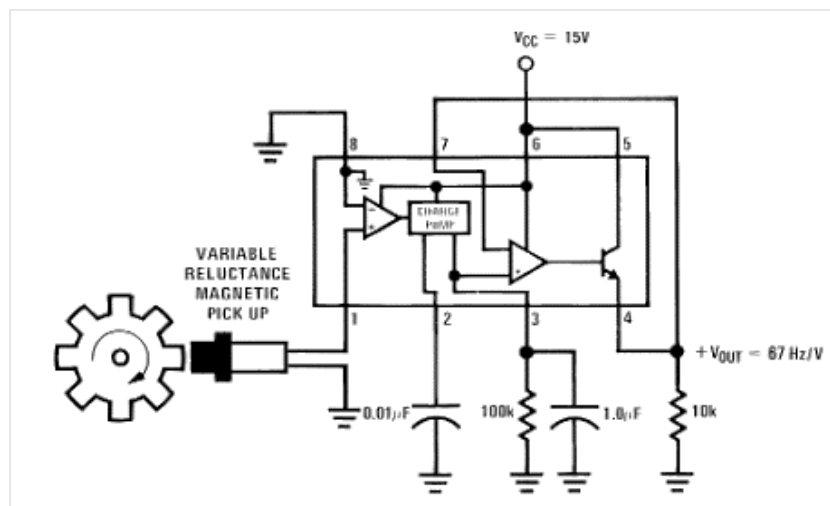 VCC = 15V
8
7
6
5
CHARGE
PUMP
VARIABLE
RELUCTANCE
MAGNETIC
PICK UP
1
2
3
4
+VOUT = 67 Hz/V
0.01μF
100k
1.0μF
10k